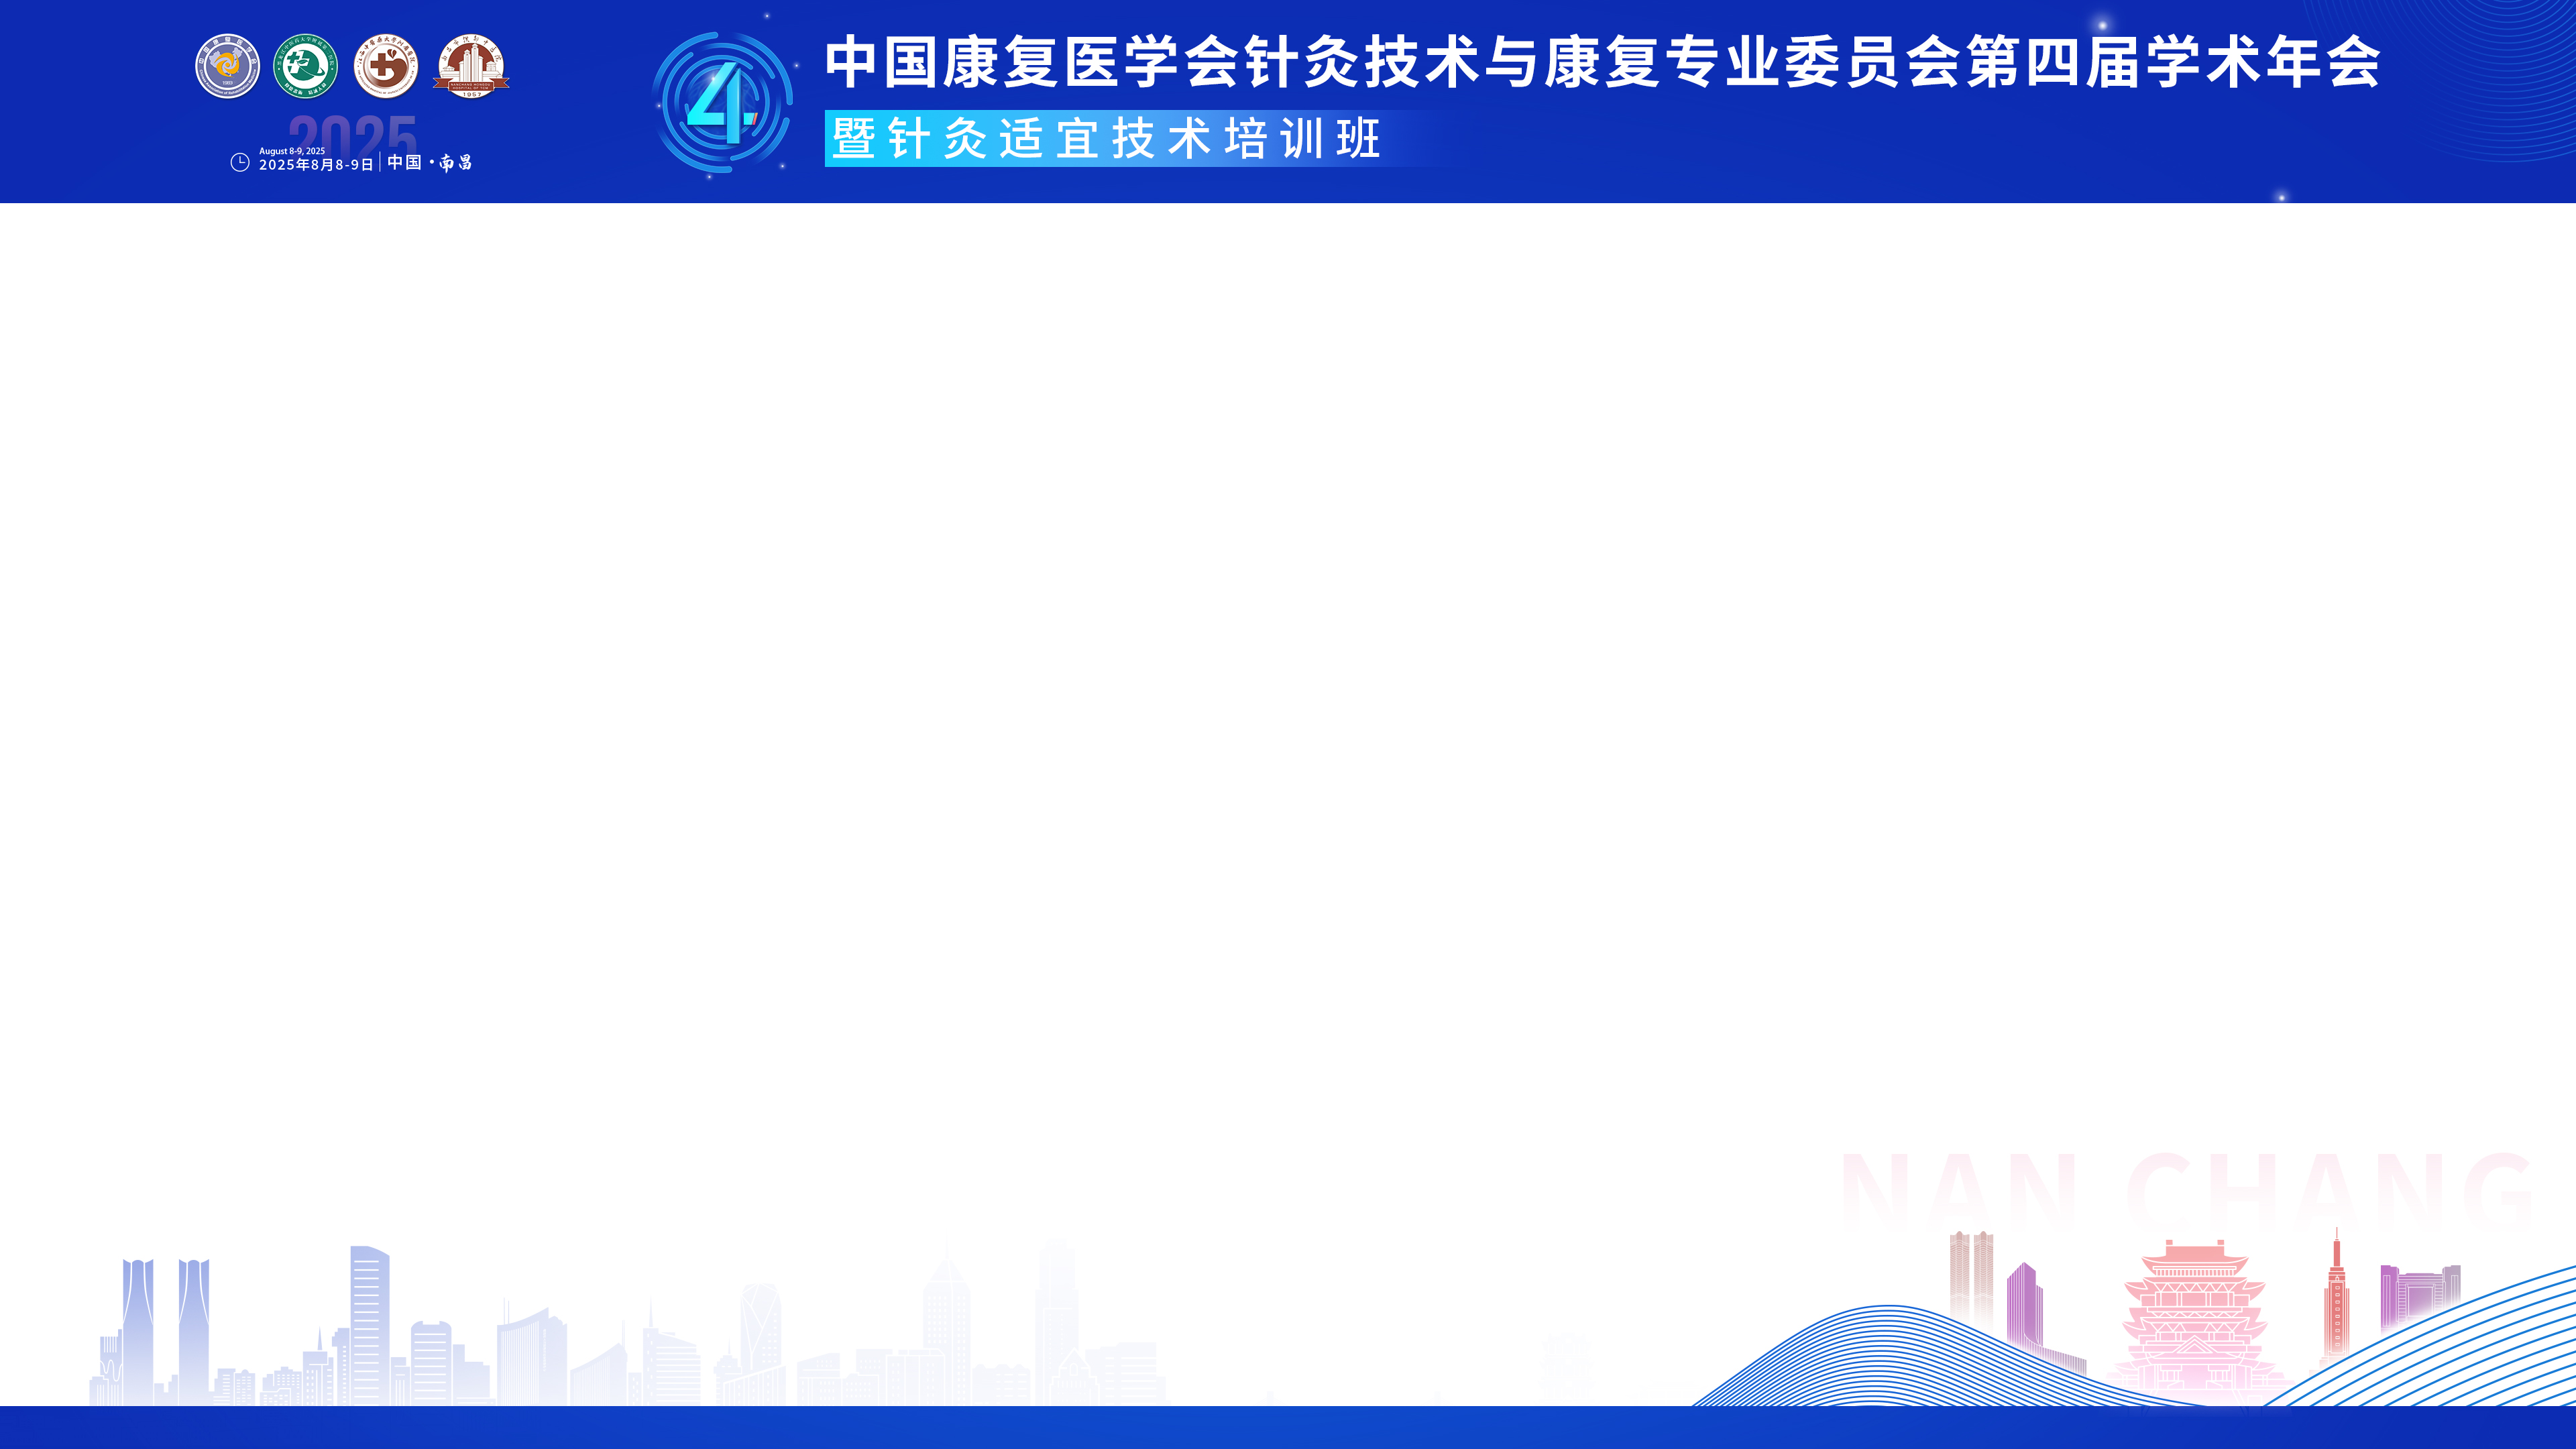 中国康复医学会针灸技术与康复专业委员会第四届学术年会
4
暨针灸适宜技术培训班
2025
August 8-9, 2025
2025年8月8-9日 | 中国·南昌
1957
NAN CHANG